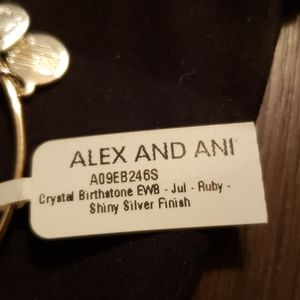 ALEX AND ANI
A09EB246S
Crystal Birthstone EWB - Jul - Ruby -
Shiny Silver Finish